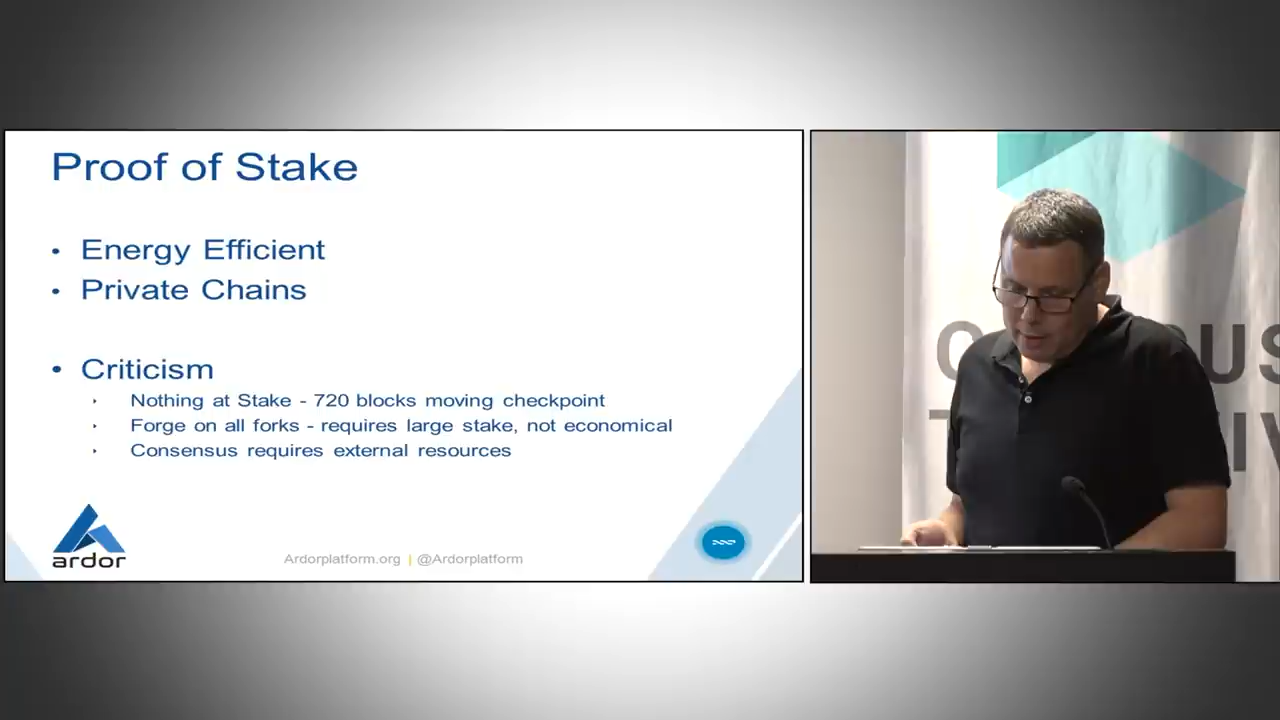 Proof of Stake
• Energy Efficient
• Private Chains
• Criticism
Nothing at Stake - 720 blocks moving checkpoint
Forge on all forks - requires large stake, not economical
Consensus requires external resources
ardor
Ardorplatform.org | @Ardorplatform